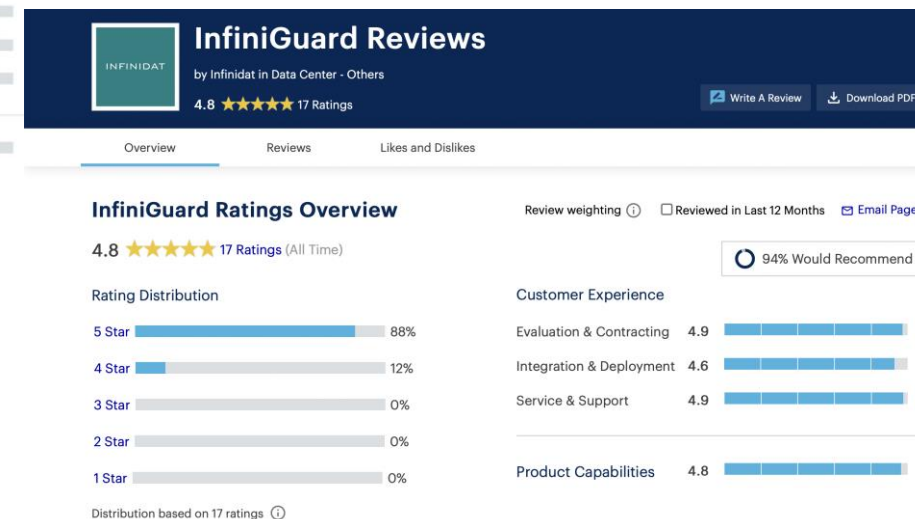 INFINIDAT
InfiniGuard Reviews
by Infinidat in Data Center - Others
4.8 17 Ratings
Write A Review
Download PDF
Overview
Reviews
Likes and Dislikes
InfiniGuard Ratings Overview
Review weighting
Reviewed in Last 12 Months
Email Page
4.8 17 Ratings (All Time)
94% Would Recommend
Rating Distribution
5 Star 88%
4 Star 12%
3 Star 0%
2 Star 0%
1 Star 0%
Distribution based on 17 ratings
Customer Experience
Evaluation & Contracting 4.9
Integration & Deployment 4.6
Service & Support 4.9
Product Capabilities 4.8